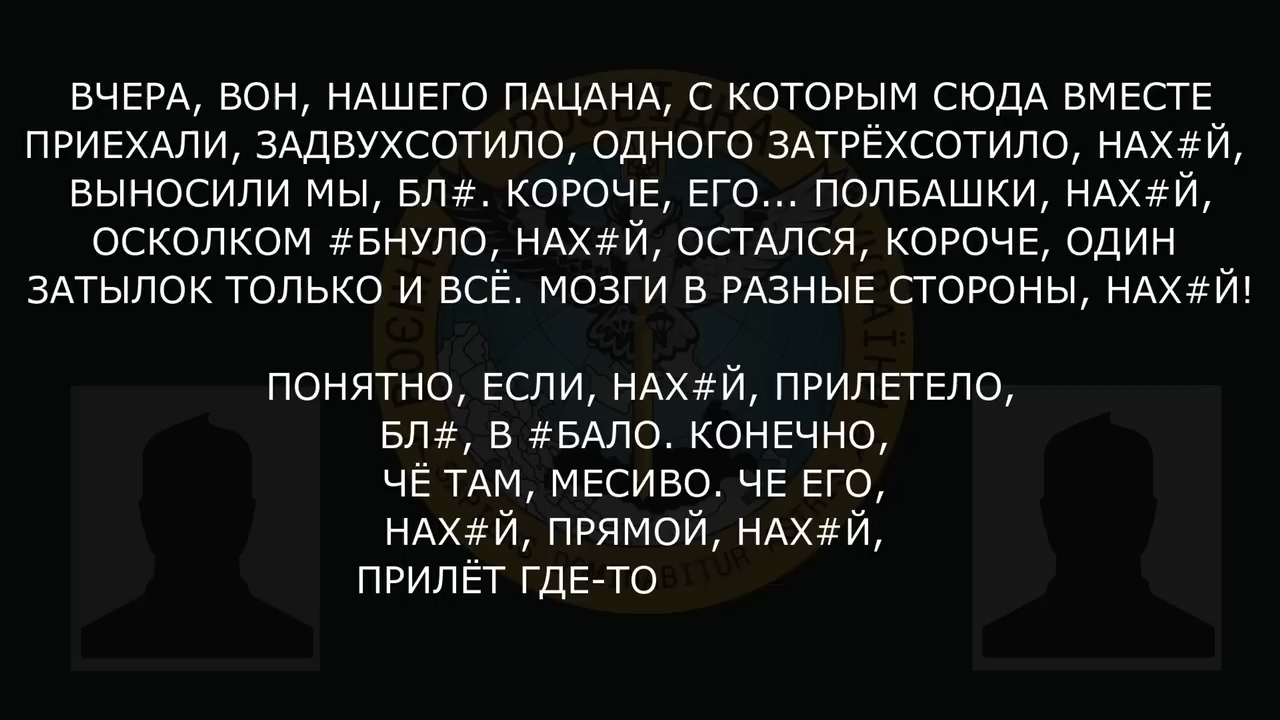 ВЧЕРА, ВОН, НАШЕГО ПАЦАНА, С КОТОРЫМ СЮДА ВМЕСТЕ
ПРИЕХАЛИ, ЗАДВУХСОТИЛО, ОДНОГО ЗАТРЁХСОТИЛО, НАХ#Й,
ВЫНОСИЛИ МЫ, БЛ#. КОРОЧЕ, ЕГО... ПОЛБАШКИ, НАХ#Й,
ОСКОЛКОМ #БНУЛО, НАХ#Й, ОСТАЛСЯ, КОРОЧЕ, ОДИН
ЗАТЫЛОК ТОЛЬКО И ВСЁ. МОЗГИ В РАЗНЫЕ СТОРОНЫ, НАХ#Й!
ПОНЯТНО, ЕСЛИ, НАХ#Й, ПРИЛЕТЕЛО,
БЛ#, В #БАЛО. КОНЕЧНО,
ЧЁ ТАМ, МЕСИВО. ЧЕ ЕГО,
НАХ#Й, ПРЯМОЙ, НАХ#Й,
ПРИЛЁТ ГДЕ-ТО